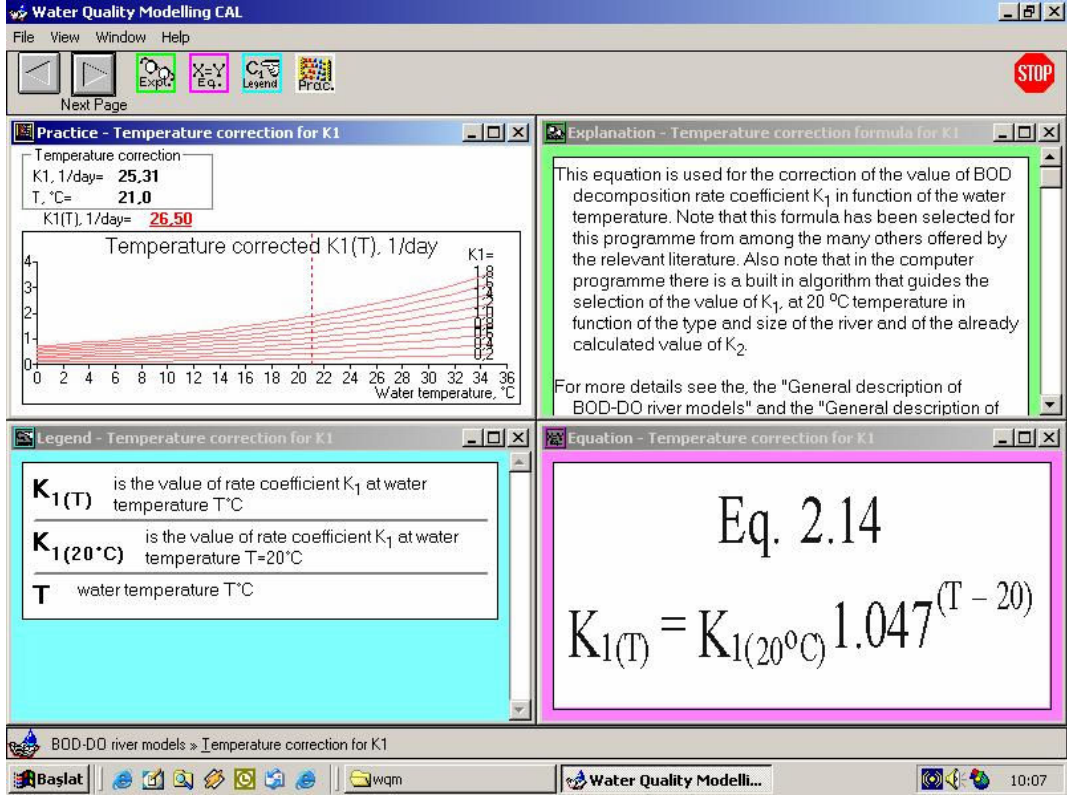 Water Quality Modelling CAL
File View Window Help
Expl. X=Y Eq. C₁ Legend Prac.
STOP
Next Page
Practice - Temperature correction for K1
Temperature correction
K1, 1/day= 25,31
T, °C= 21,0
K1(T), 1/day= 26,50
Temperature corrected K1(T), 1/day
K1=
4
3
2
1
0
1,8
1,0
0,2
0 2 4 6 8 10 12 14 16 18 20 22 24 26 28 30 32 34 36
Water temperature, °C
Explanation - Temperature correction formula for K1
This equation is used for the correction of the value of BOD
decomposition rate coefficient K₁ in function of the water
temperature. Note that this formula has been selected for
this programme from among the many others offered by
the relevant literature. Also note that in the computer
programme there is a built in algorithm that guides the
selection of the value of K₁, at 20 ⁰C temperature in
function of the type and size of the river and of the already
calculated value of K₂.
For more details see the, the "General description of
BOD-DO river models" and the "General description of
Legend - Temperature correction for K1
K₁(T) is the value of rate coefficient K₁ at water
temperature T°C
K₁(20°C) is the value of rate coefficient K₁ at water
temperature T=20°C
T water temperature T°C
Equation - Temperature correction for K1
Eq. 2.14
K₁(T) = K₁(20⁰C) 1.047^(T – 20)
BOD-DO river models » Temperature correction for K1
Başlat
wqm
Water Quality Modelli...
10:07